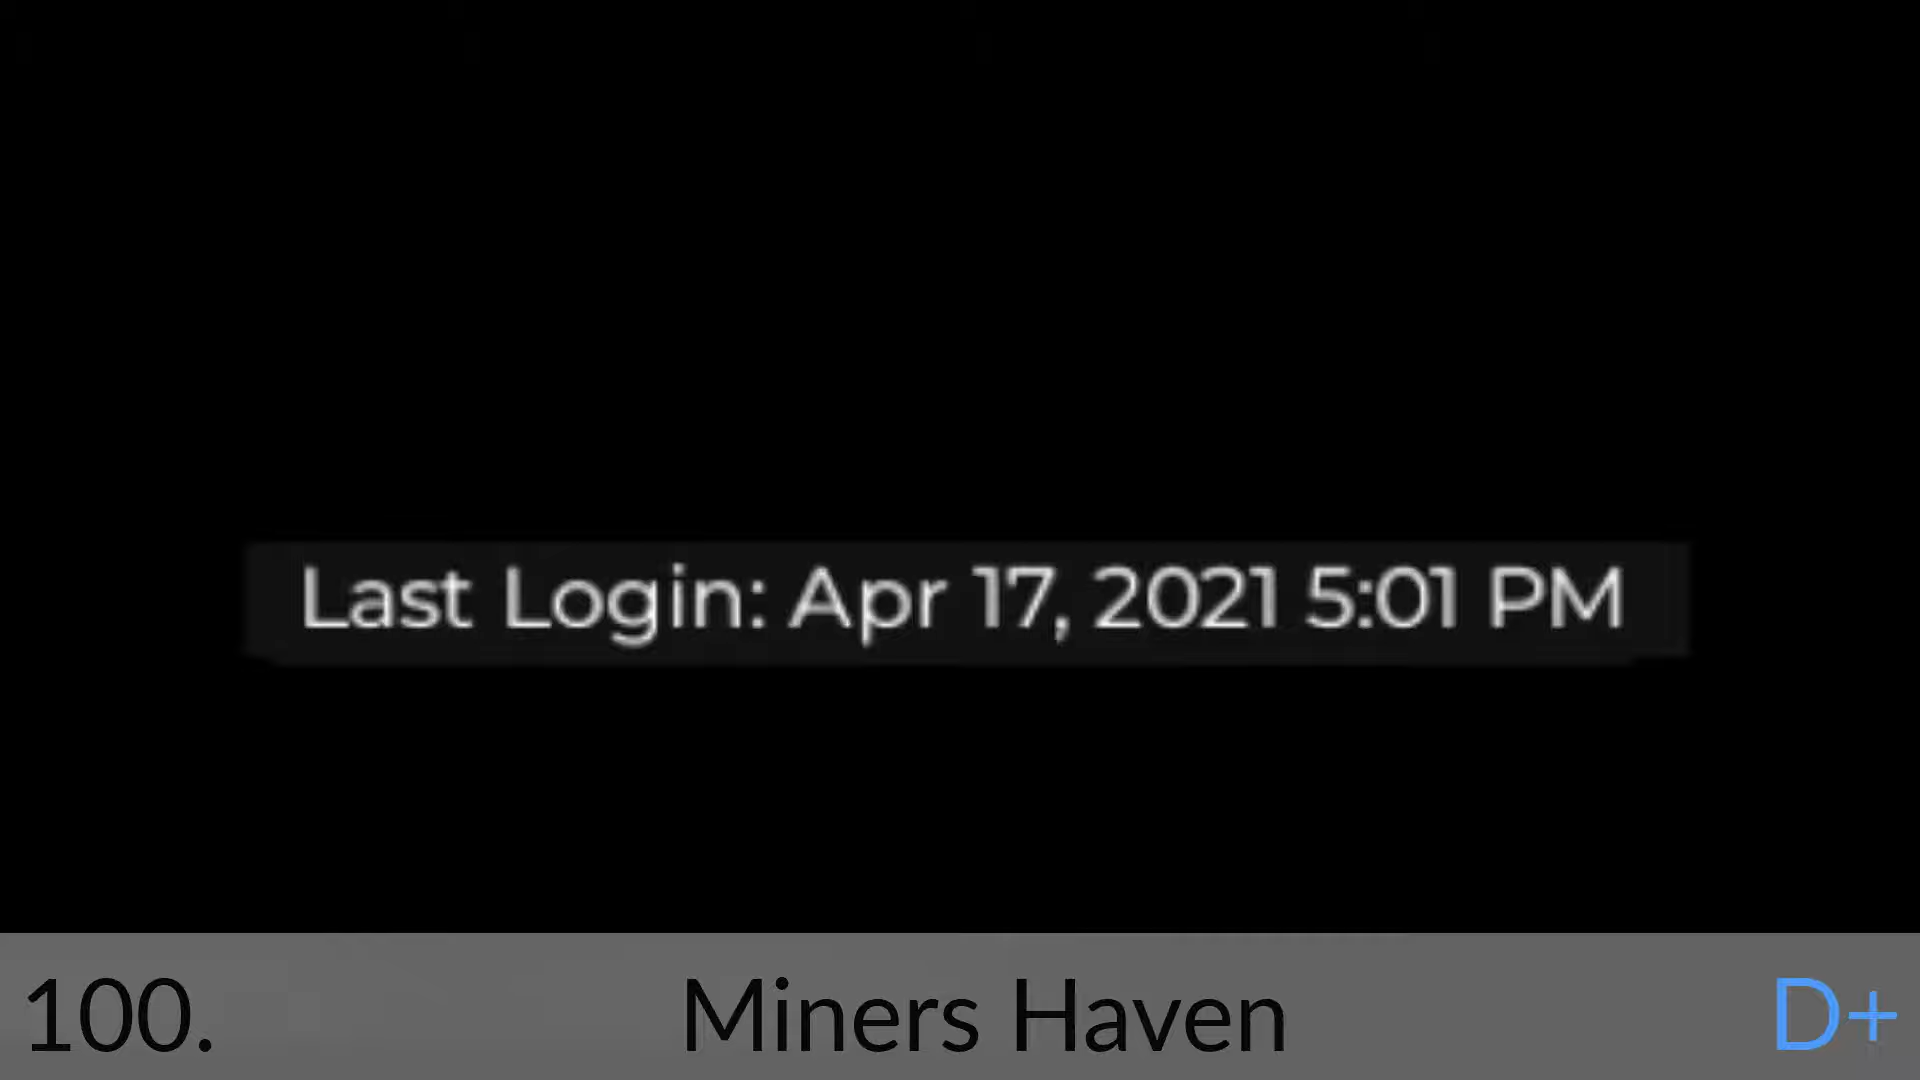 Last Login: Apr 17, 2021 5:01 PM
100. Miners Haven D+